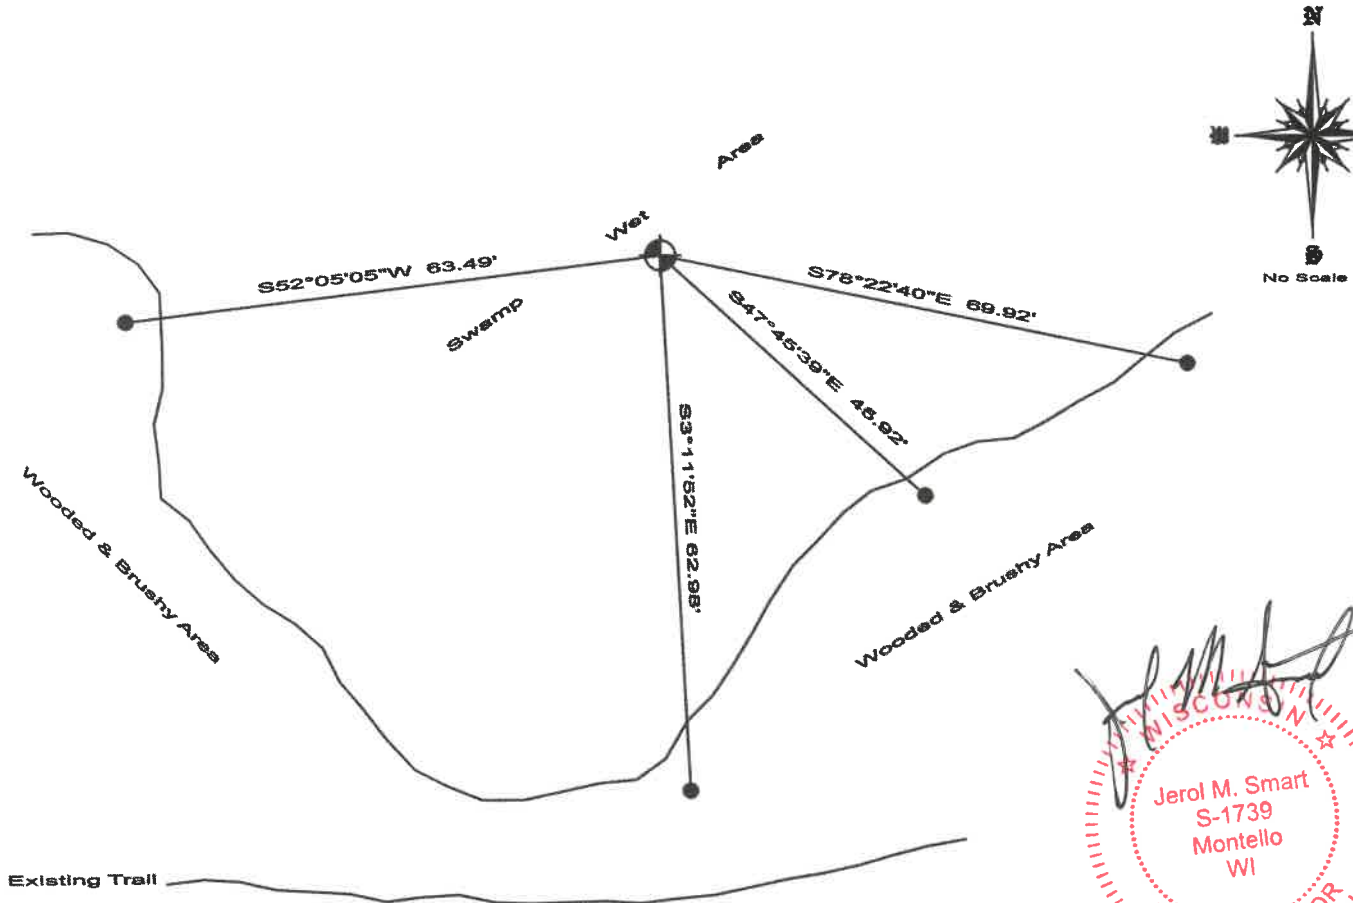 N
Area
Wet
S
No Scale
S52°05'05"W 63.49'
S78°22'40"E 69.92'
Swamp
S47°45'39"E 48.92'
S3°11'52"E 62.98'
Wooded & Brushy Area
Wooded & Brushy Area
WISCONSIN
Jerol M. Smart
S-1739
Montello
WI
Existing Trail